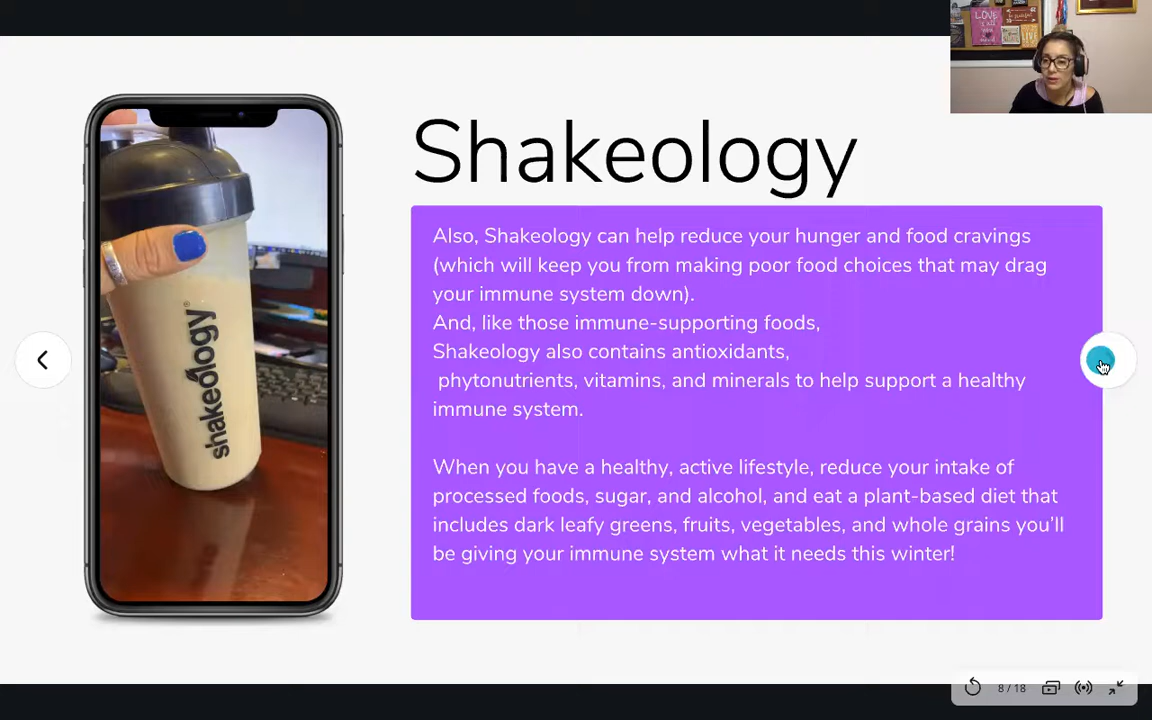 Shakeology
Also, Shakeology can help reduce your hunger and food cravings
(which will keep you from making poor food choices that may drag
your immune system down).
And, like those immune-supporting foods,
Shakeology also contains antioxidants,
phytonutrients, vitamins, and minerals to help support a healthy
immune system.
When you have a healthy, active lifestyle, reduce your intake of
processed foods, sugar, and alcohol, and eat a plant-based diet that
includes dark leafy greens, fruits, vegetables, and whole grains you'll
be giving your immune system what it needs this winter!
shakeology®
LOVE
8 / 18